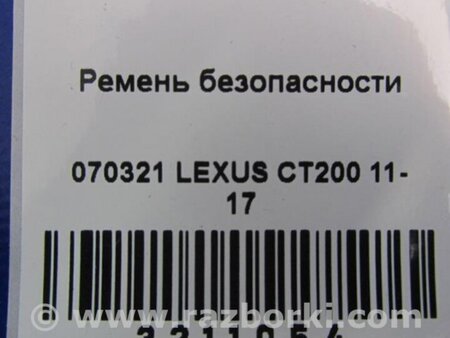 Ремень безопасности
070321 LEXUS CT200 11-
17
www.razborki.com